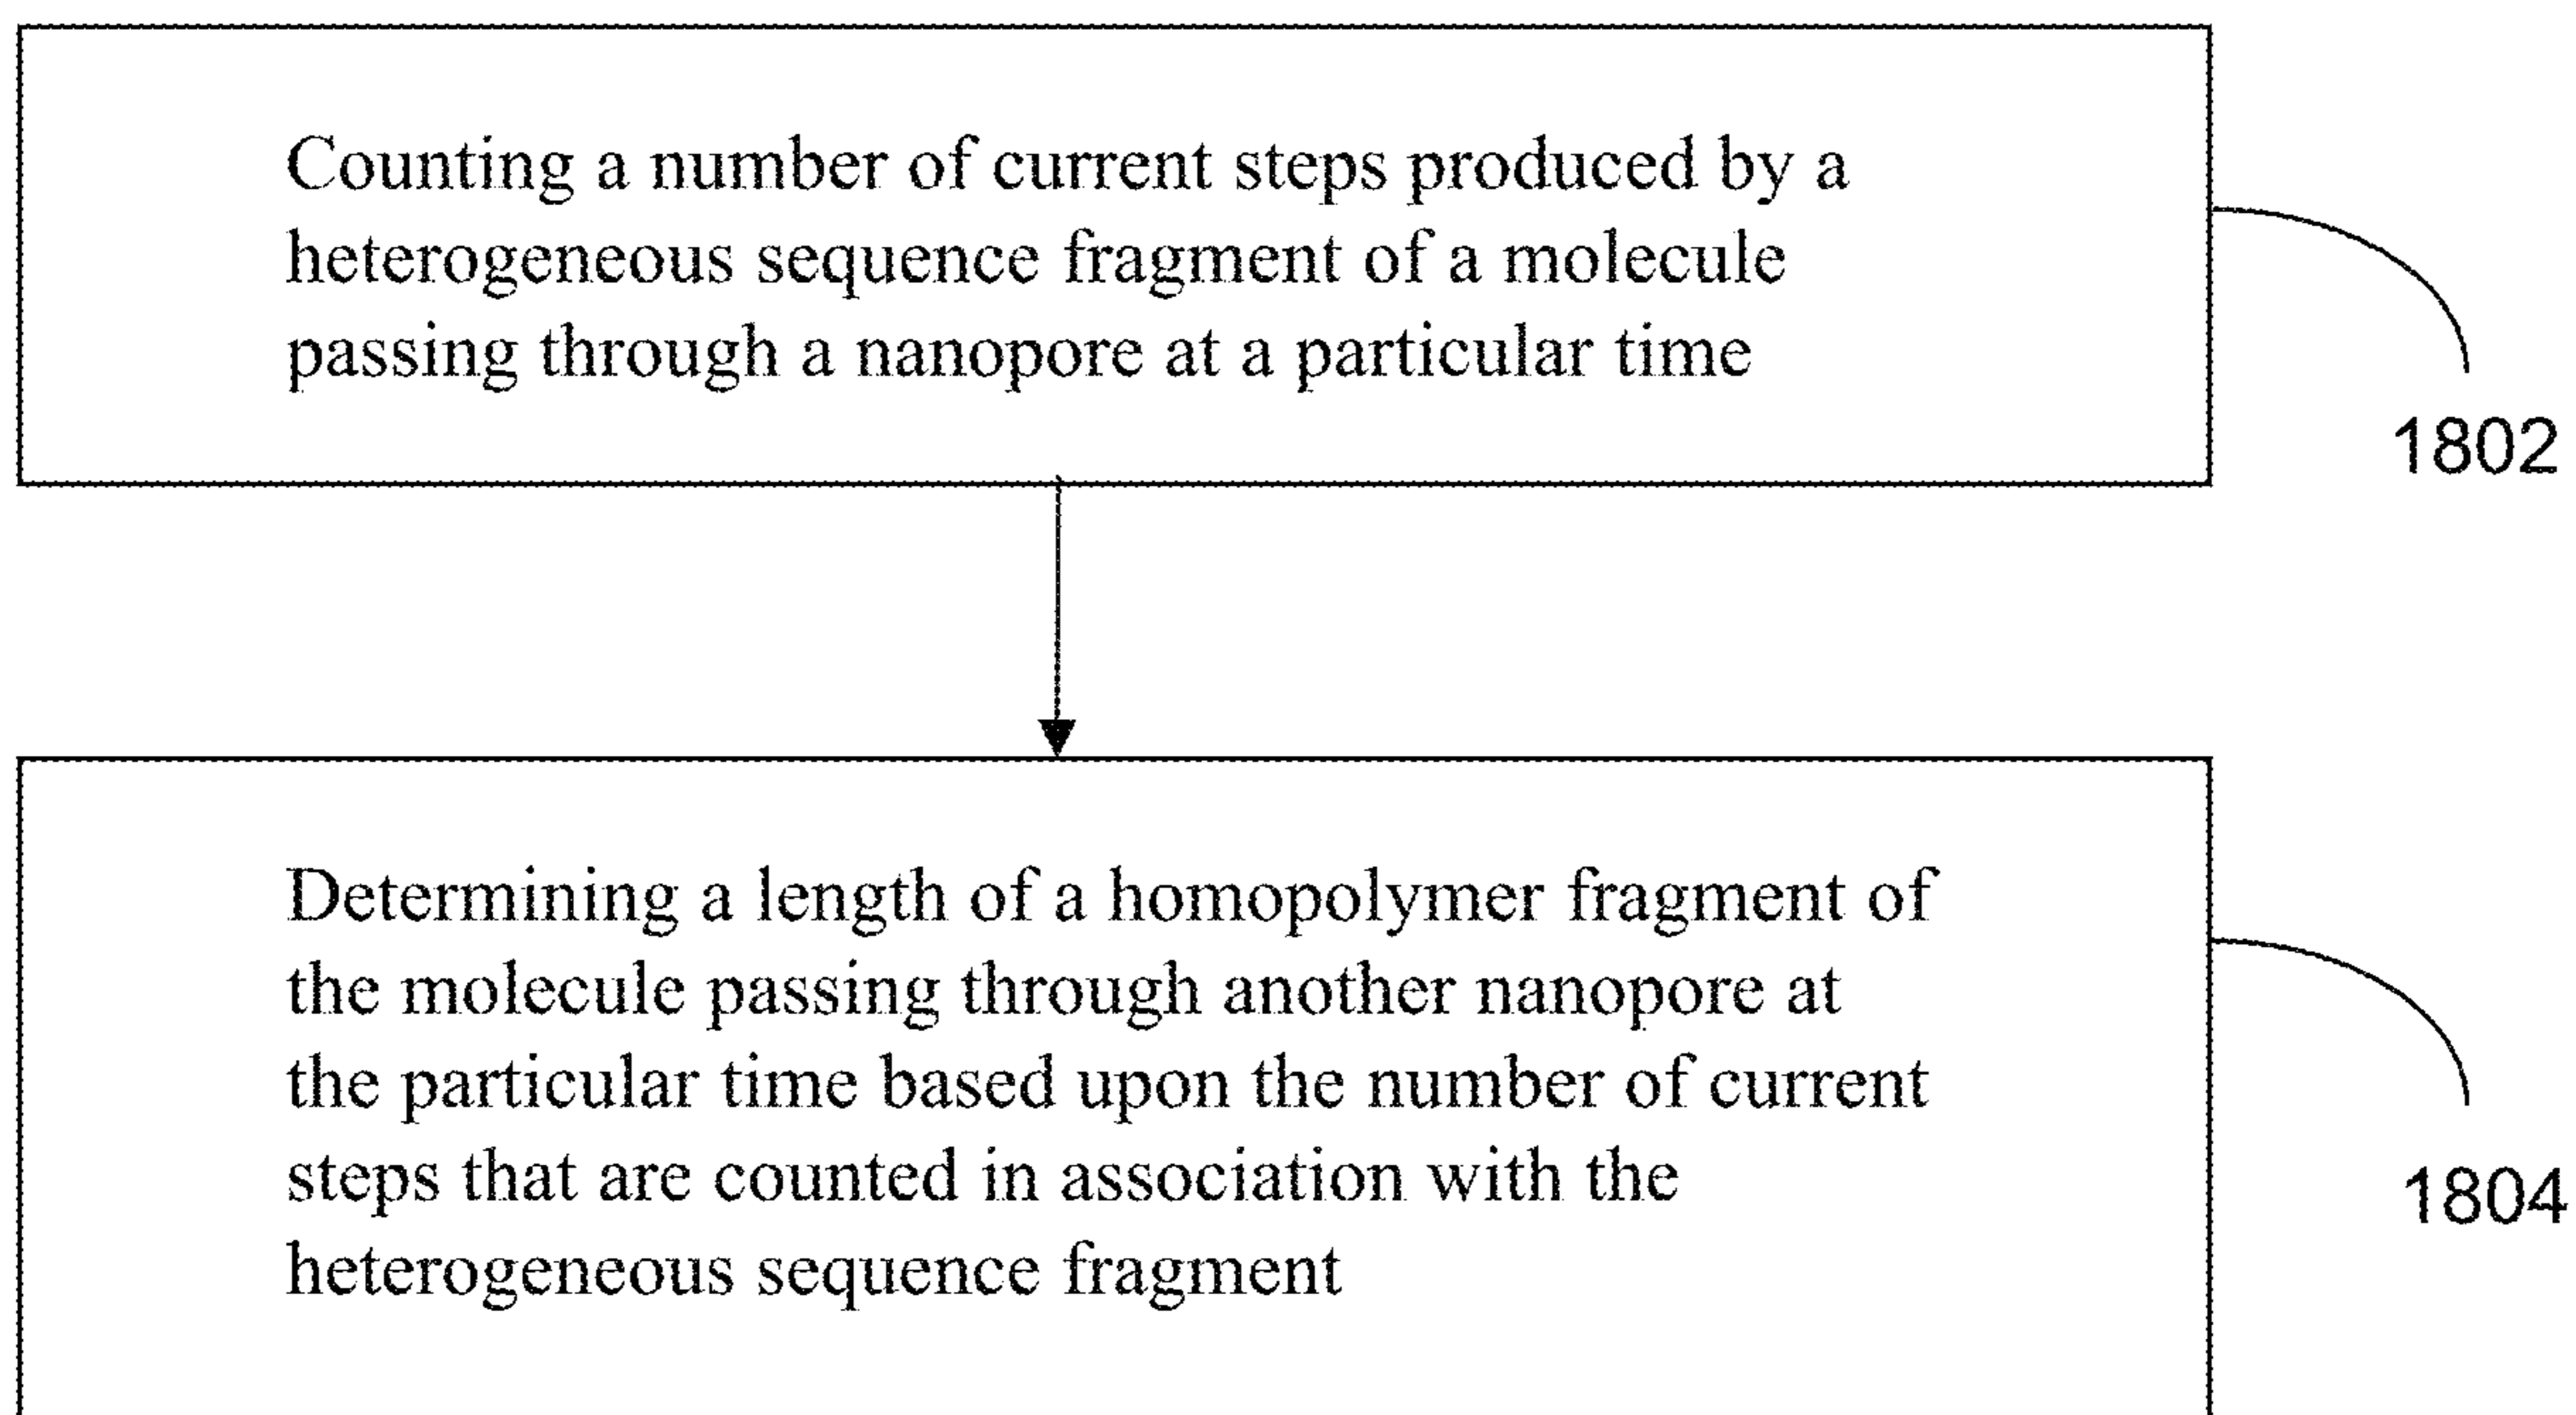 Counting a number of current steps produced by a
heterogeneous sequence fragment of a molecule
passing through a nanopore at a particular time
1802
Determining a length of a homopolymer fragment of
the molecule passing through another nanopore at
the particular time based upon the number of current
steps that are counted in association with the
heterogeneous sequence fragment
1804